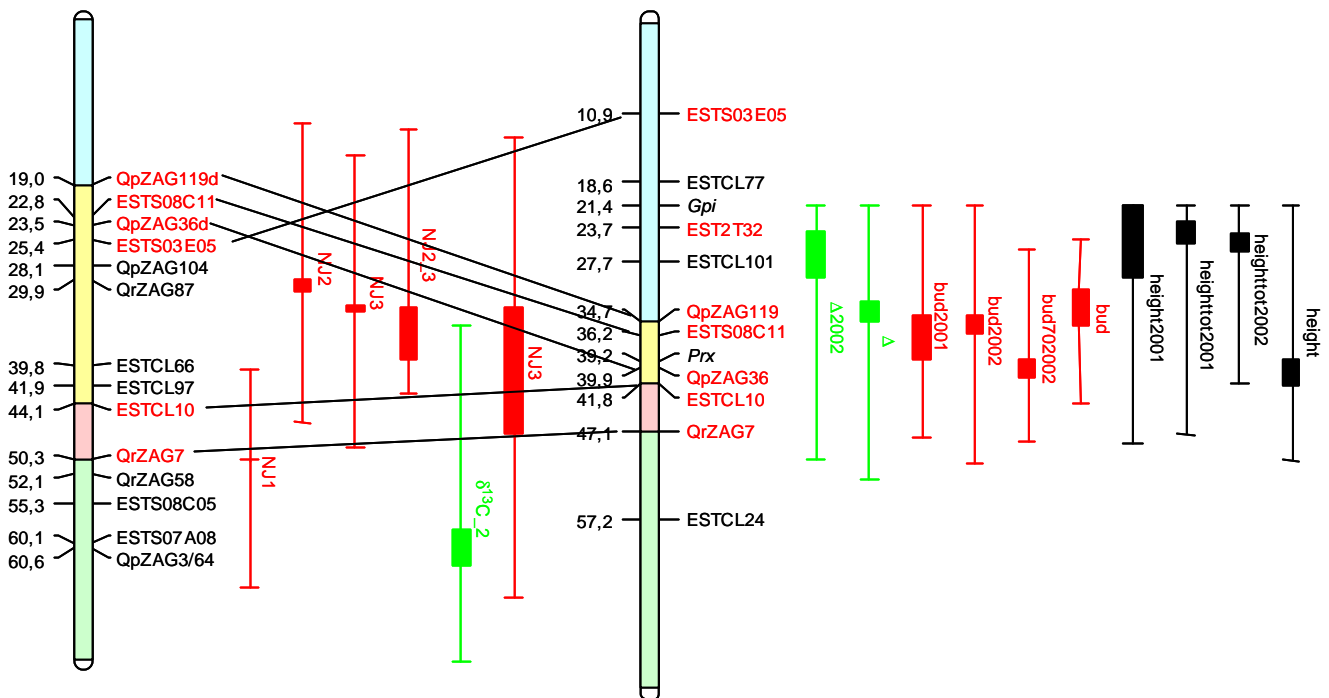 19,0 QpZAG119d
22,8 ESTS08C11
23,5 QpZAG36d
25,4 ESTS03E05
28,1 QpZAG104
29,9 QrZAG87
39,8 ESTCL66
41,9 ESTCL97
44,1 ESTCL10
50,3 QrZAG7
52,1 QrZAG58
55,3 ESTS08C05
60,1 ESTS07A08
60,6 QpZAG3/64
NJ1
NJ2
NJ3
NJ2_3
δ¹³C_2
NJ3
10,9 ESTS03E05
18,6 ESTCL77
21,4 Gpi
23,7 EST2T32
27,7 ESTCL101
34,7 QpZAG119
36,2 ESTS08C11
39,2 Prx
39,9 QpZAG36
41,8 ESTCL10
47,1 QrZAG7
57,2 ESTCL24
Δ2002
Δ
bud2001
bud2002
bud702002
bud
height2001
heighttot2001
heighttot2002
height